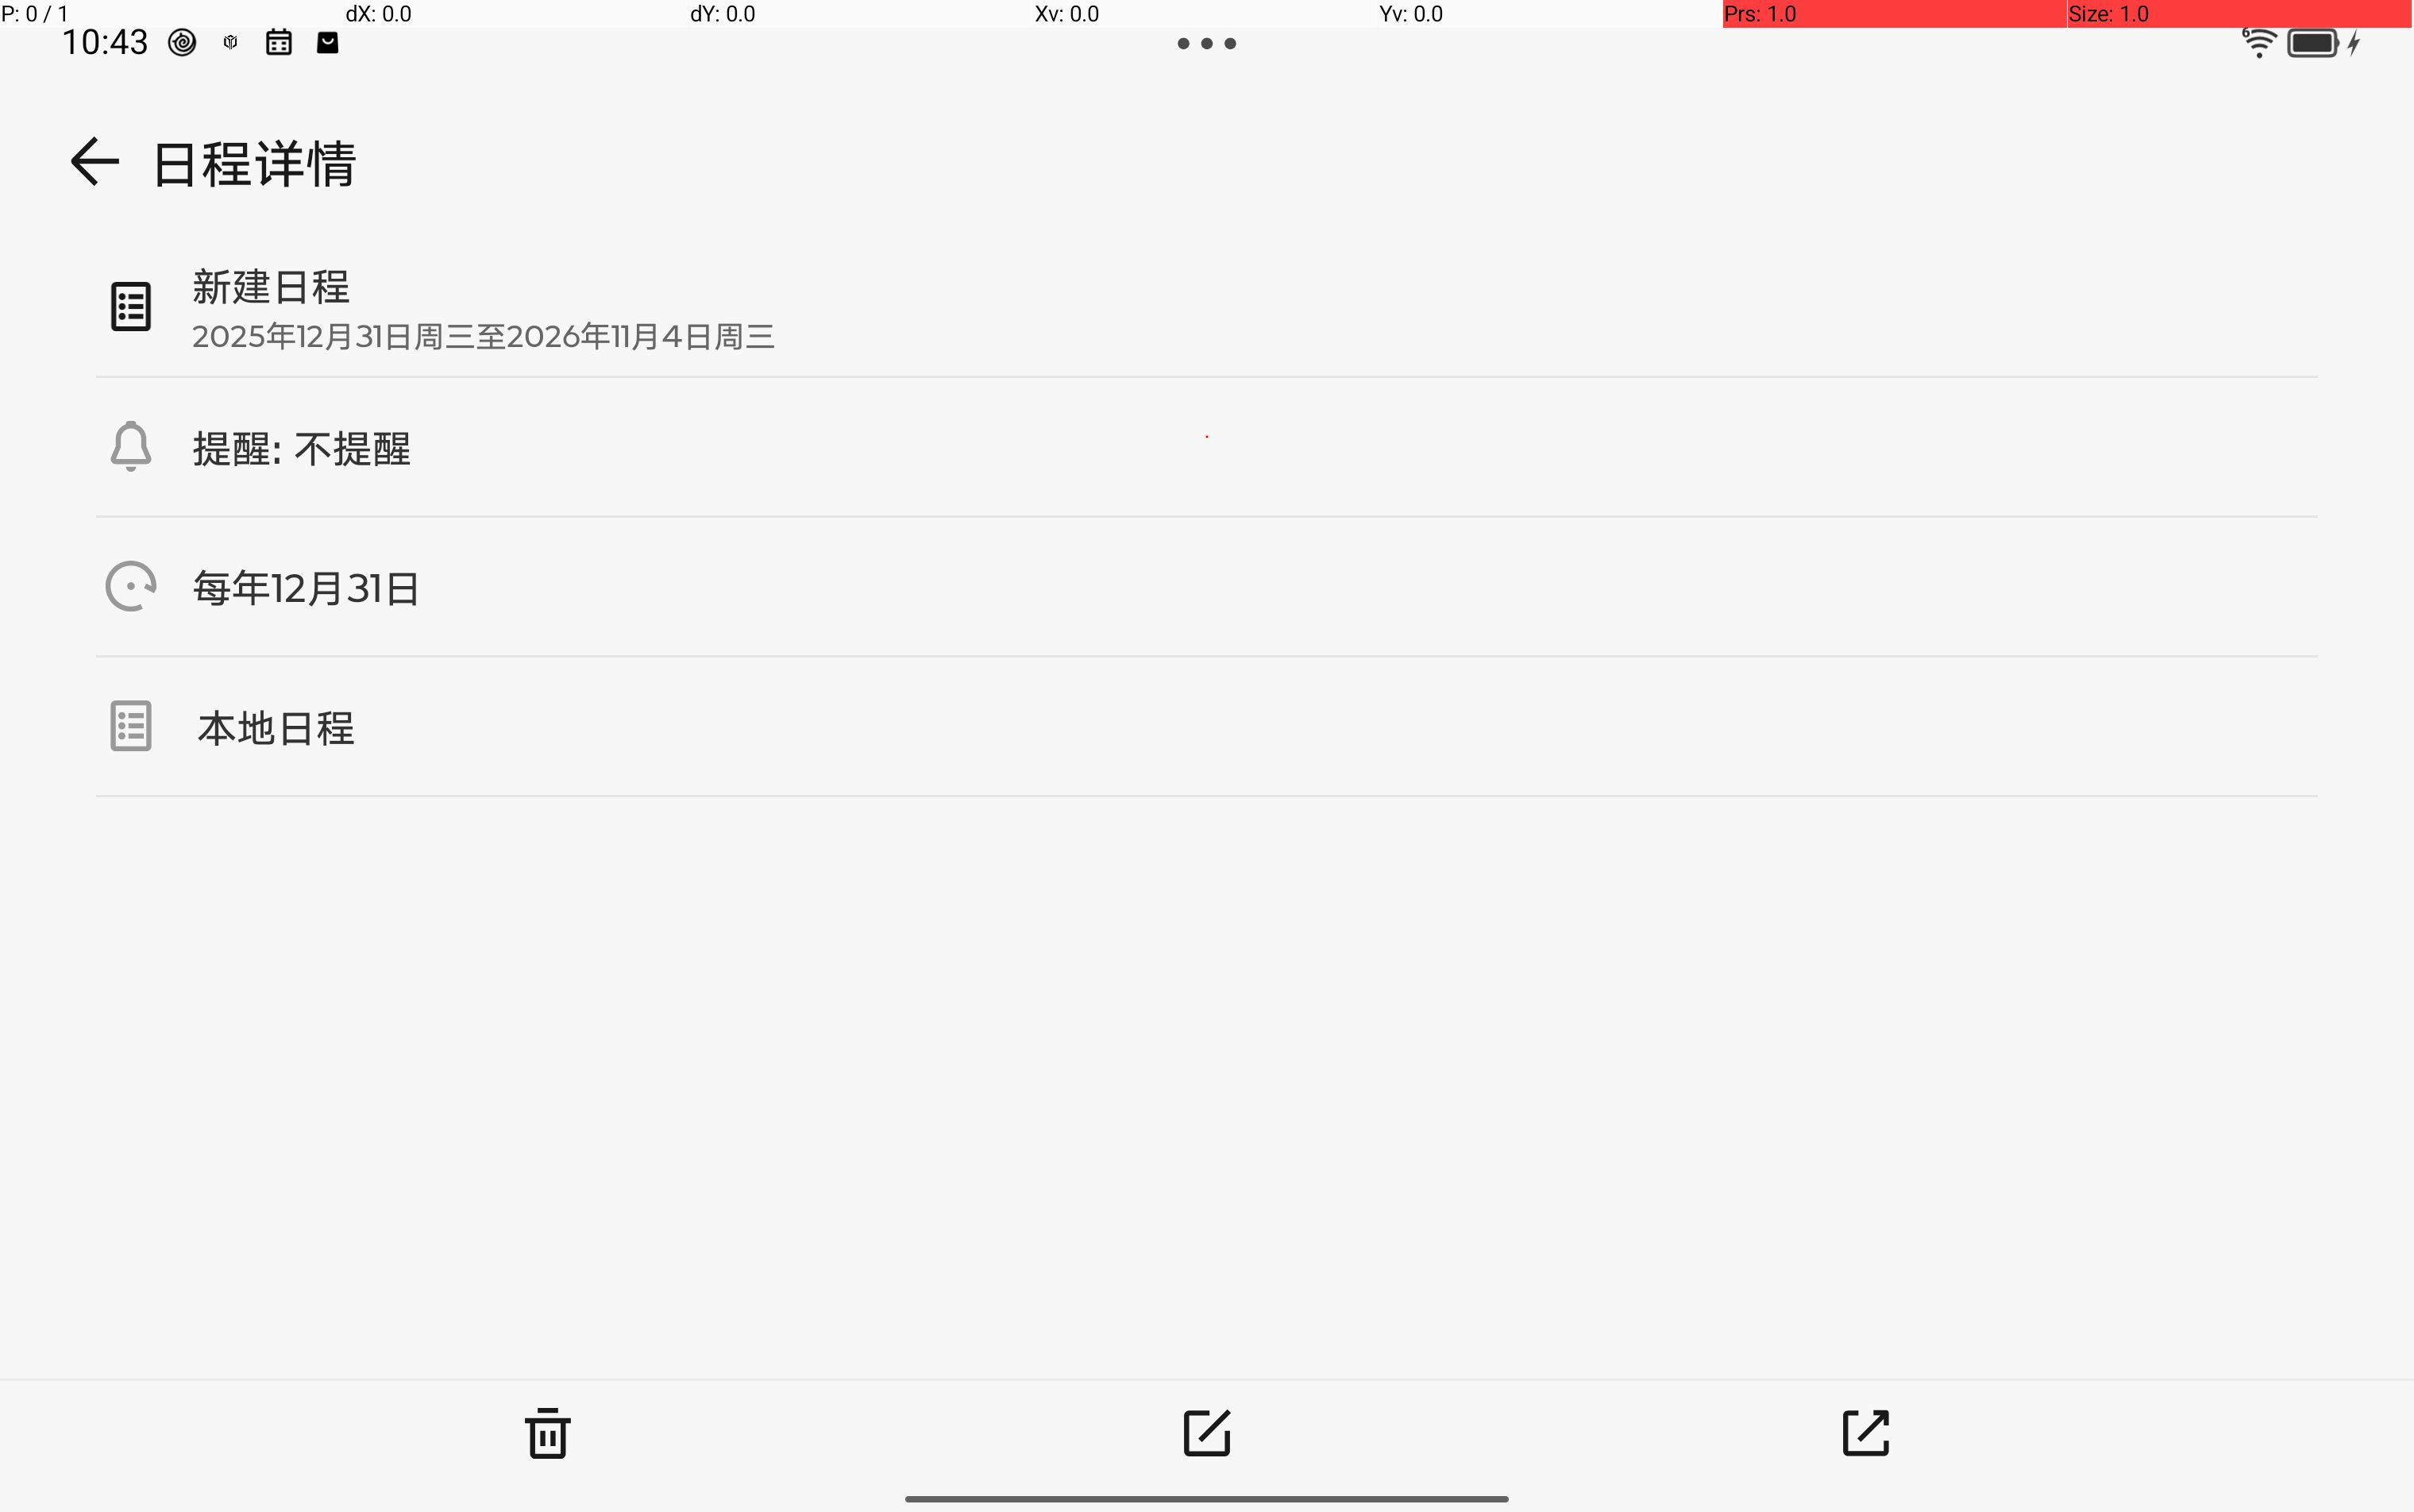 P: 0 / 1 dX: 0.0 dY: 0.0 Xv: 0.0 Yv: 0.0 Prs: 1.0 Size: 1.0
10:43 6
日程详情
新建日程
2025年12月31日周三至2026年11月4日周三
提醒: 不提醒
每年12月31日
本地日程